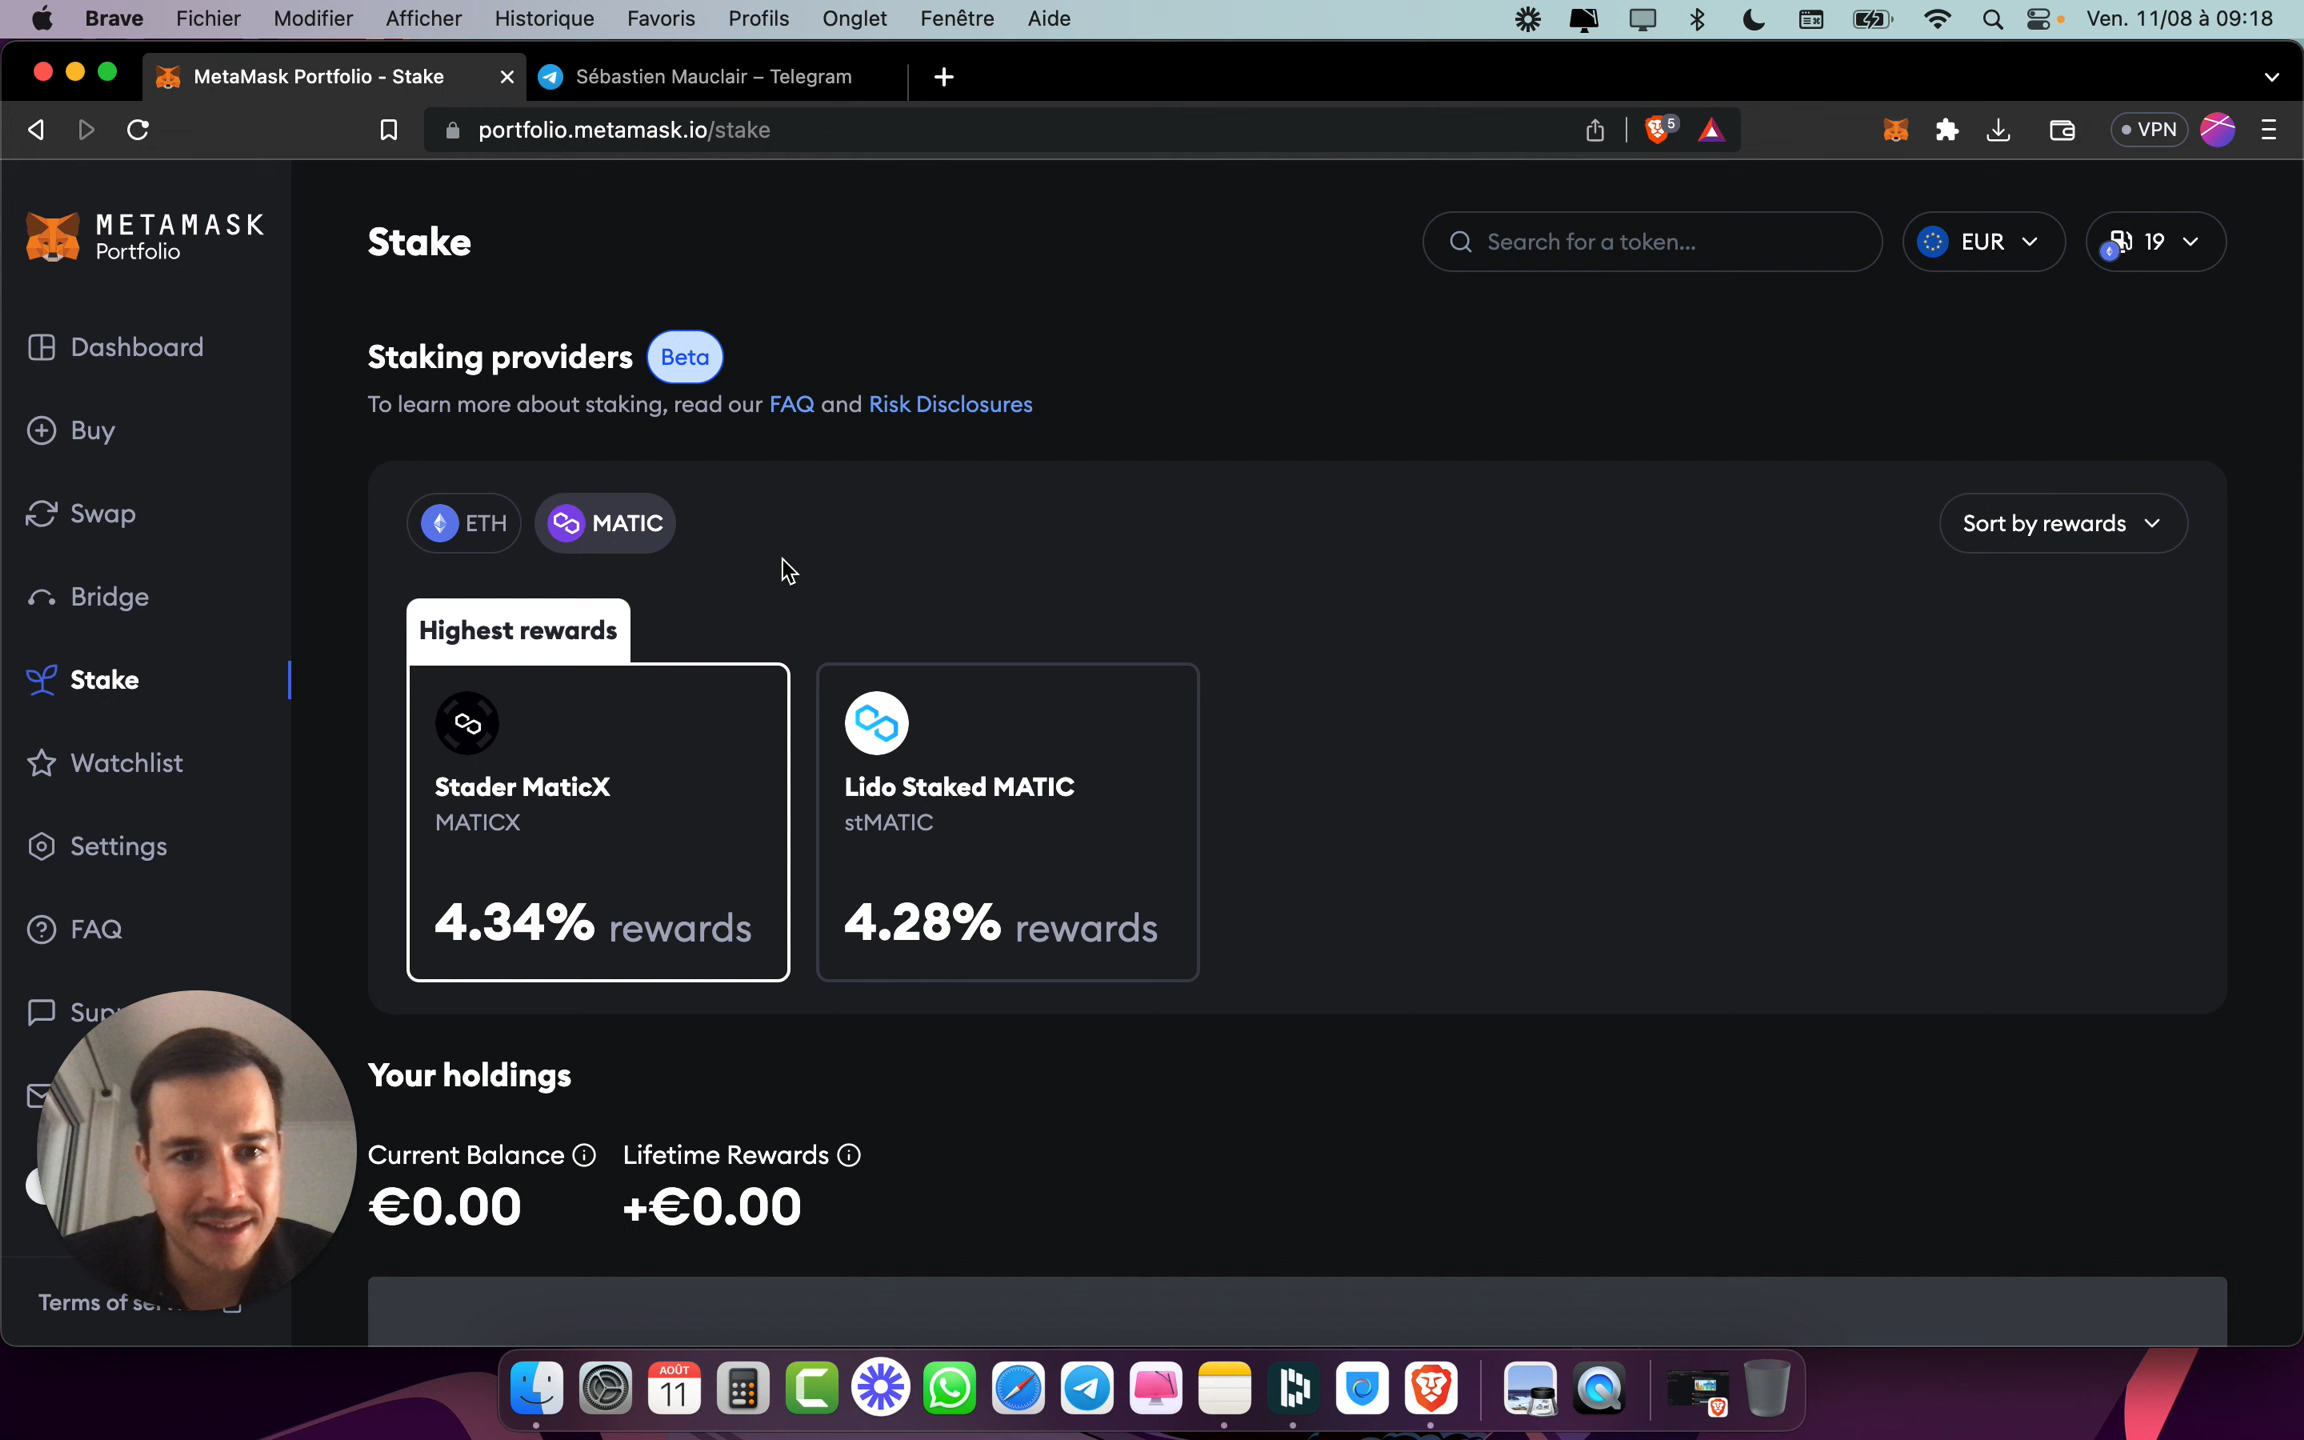 Brave Fichier Modifier Afficher Historique Favoris Profils Onglet Fenêtre Aide Ven. 11/08 à 09:18
MetaMask Portfolio - Stake
Sébastien Mauclair – Telegram
portfolio.metamask.io/stake
5
VPN
METAMASK
Portfolio
Stake
Search for a token...
EUR
19
Dashboard
Buy
Swap
Bridge
Stake
Watchlist
Settings
FAQ
Terms of
Staking providers
Beta
To learn more about staking, read our FAQ and Risk Disclosures
ETH
MATIC
Sort by rewards
Highest rewards
Stader MaticX
MATICX
4.34% rewards
Lido Staked MATIC
stMATIC
4.28% rewards
Your holdings
Current Balance
€0.00
Lifetime Rewards
+€0.00
AOÛT
11